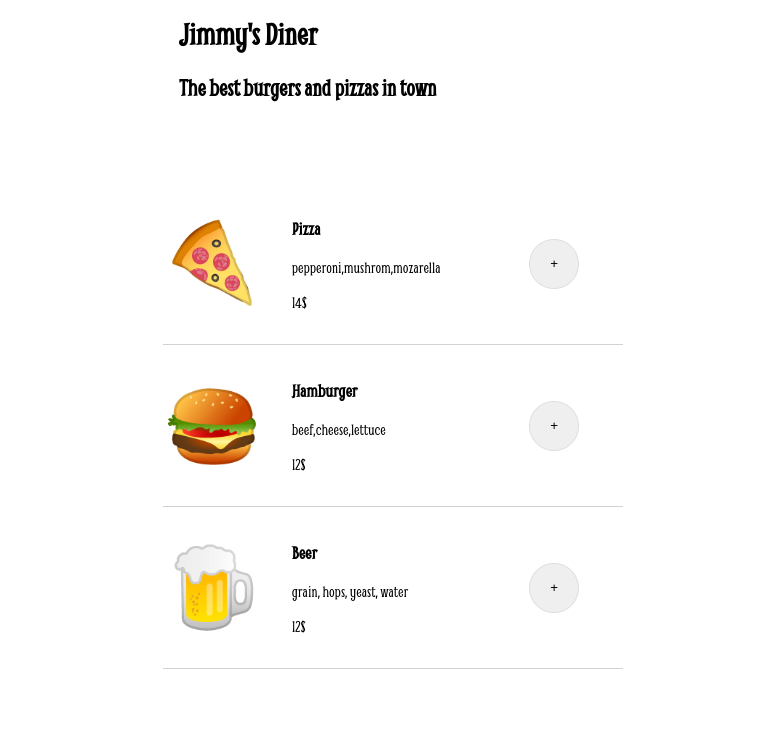 Jimmy's Diner
The best burgers and pizzas in town
Pizza
pepperoni,mushrom,mozarella
+
14$
Hamburger
beef,cheese,lettuce
+
12$
Beer
grain, hops, yeast, water
+
12$